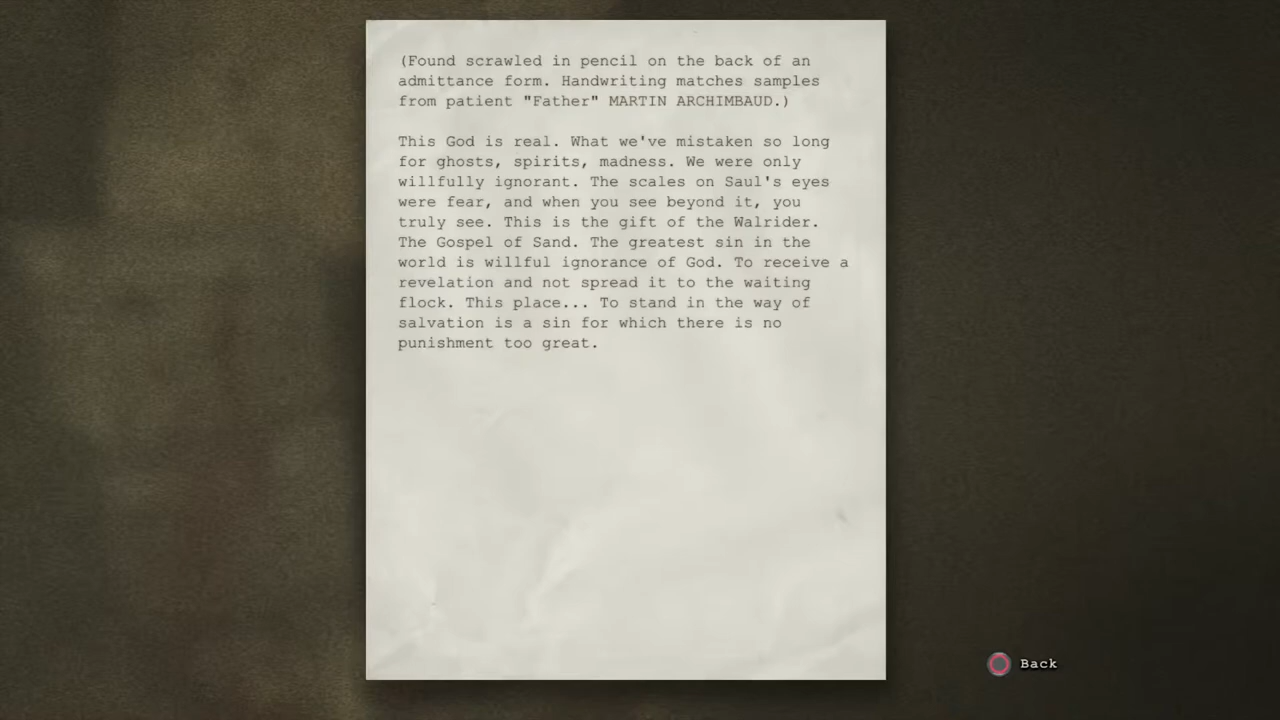 (Found scrawled in pencil on the back of an
admittance form. Handwriting matches samples
from patient "Father" MARTIN ARCHIMBAUD.)
This God is real. What we've mistaken so long
for ghosts, spirits, madness. We were only
willfully ignorant. The scales on Saul's eyes
were fear, and when you see beyond it, you
truly see. This is the gift of the Walrider.
The Gospel of Sand. The greatest sin in the
world is willful ignorance of God. To receive a
revelation and not spread it to the waiting
flock. This place... To stand in the way of
salvation is a sin for which there is no
punishment too great.
Back